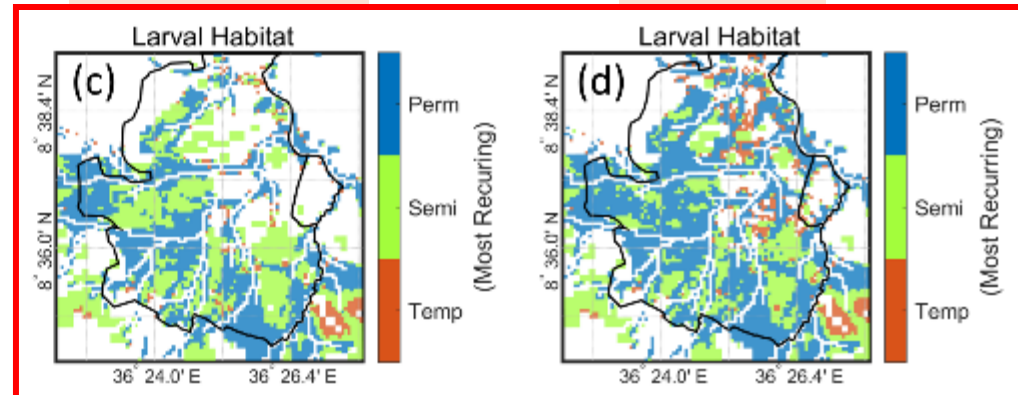 Larval Habitat
(c)
8° 38.4' N
8° 36.0' N
36° 24.0' E
36° 26.4' E
Perm
Semi
Temp
(Most Recurring)
Larval Habitat
(d)
8° 38.4' N
8° 36.0' N
36° 24.0' E
36° 26.4' E
Perm
Semi
Temp
(Most Recurring)